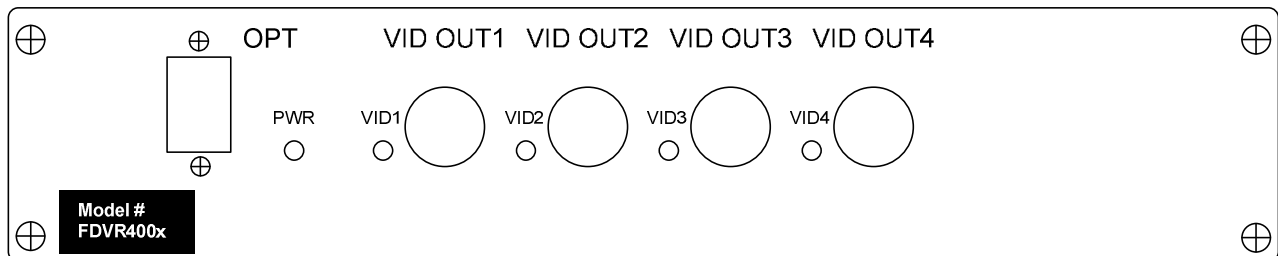 OPT VID OUT1 VID OUT2 VID OUT3 VID OUT4
PWR VID1 VID2 VID3 VID4
Model #
FDVR400x